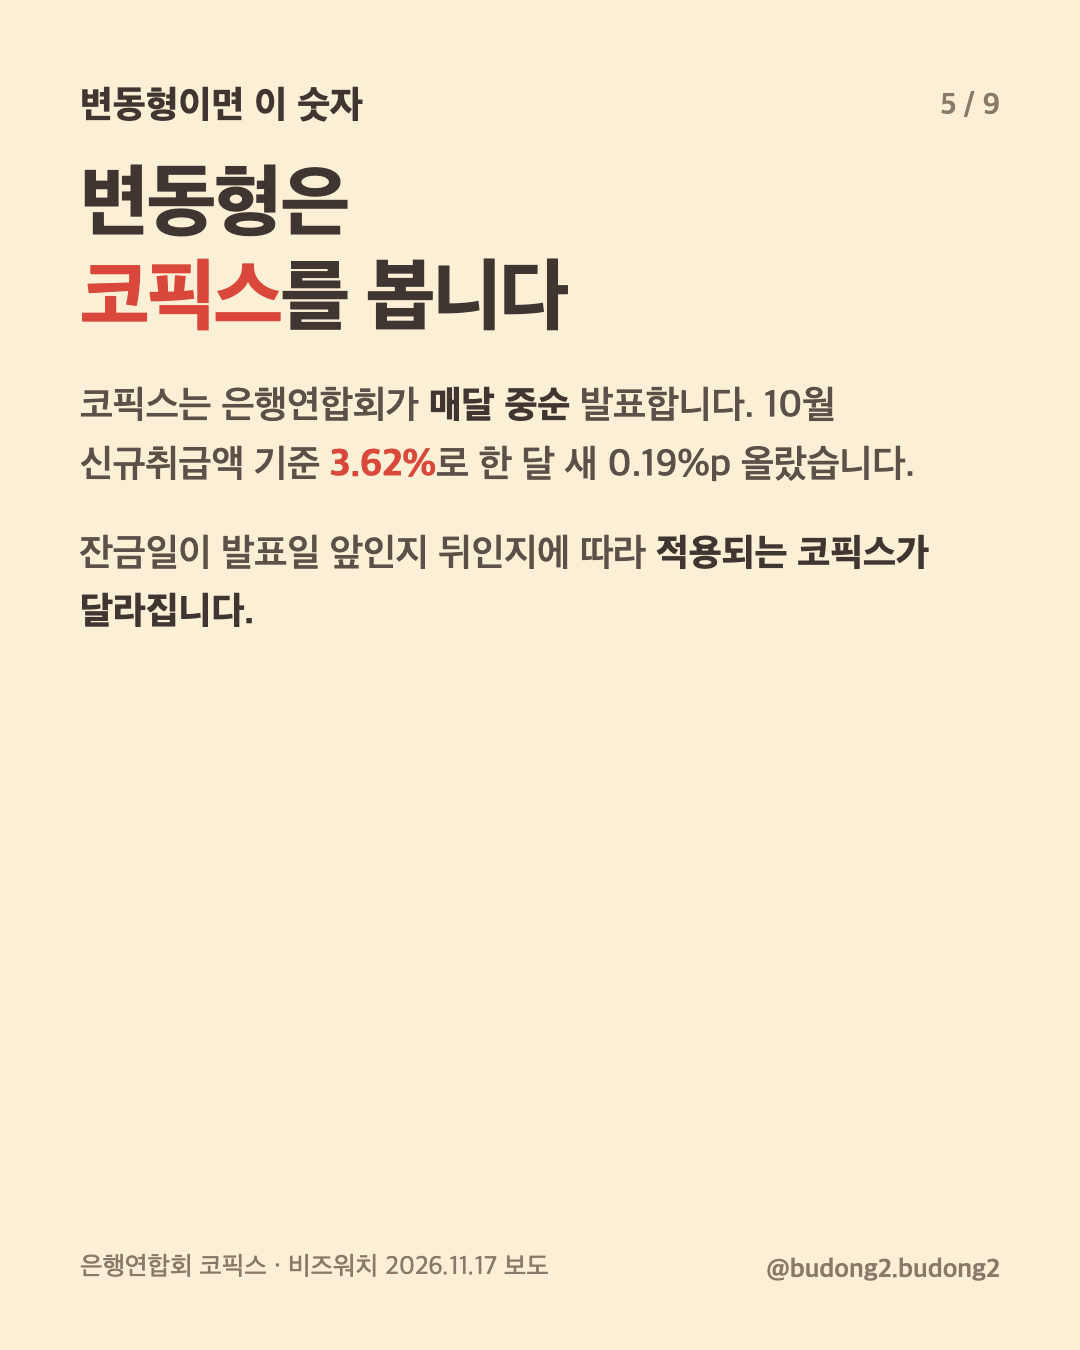 변동형이면 이 숫자
5 / 9
변동형은
코픽스를 봅니다
코픽스는 은행연합회가 매달 중순 발표합니다. 10월
신규취급액 기준 3.62%로 한 달 새 0.19%p 올랐습니다.
잔금일이 발표일 앞인지 뒤인지에 따라 적용되는 코픽스가
달라집니다.
은행연합회 코픽스 · 비즈워치 2026.11.17 보도
@budong2.budong2